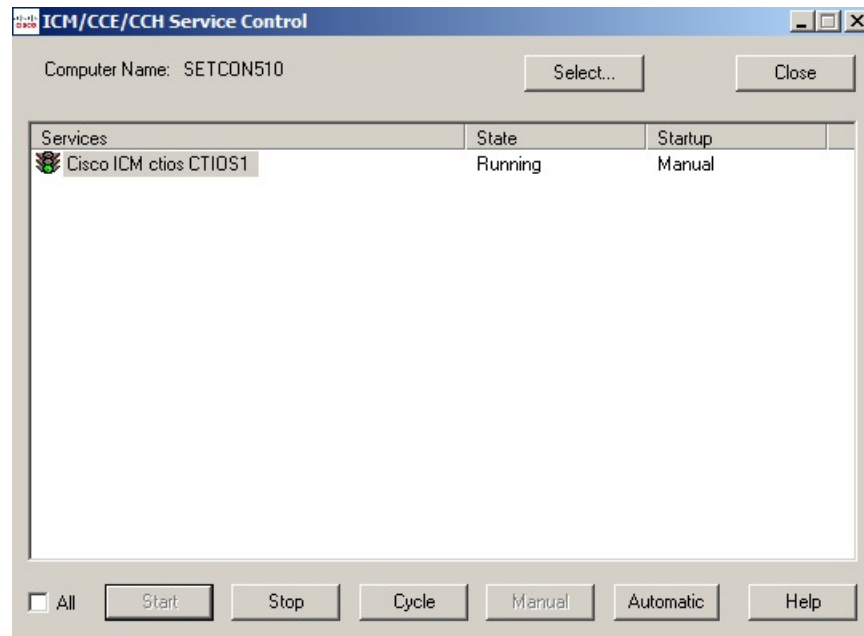 CISCO
ICM/CCE/CCH Service Control
Computer Name: SETCON510
Select...
Close
Services State Startup
Cisco ICM ctios CTIOS1 Running Manual
All
Start
Stop
Cycle
Manual
Automatic
Help